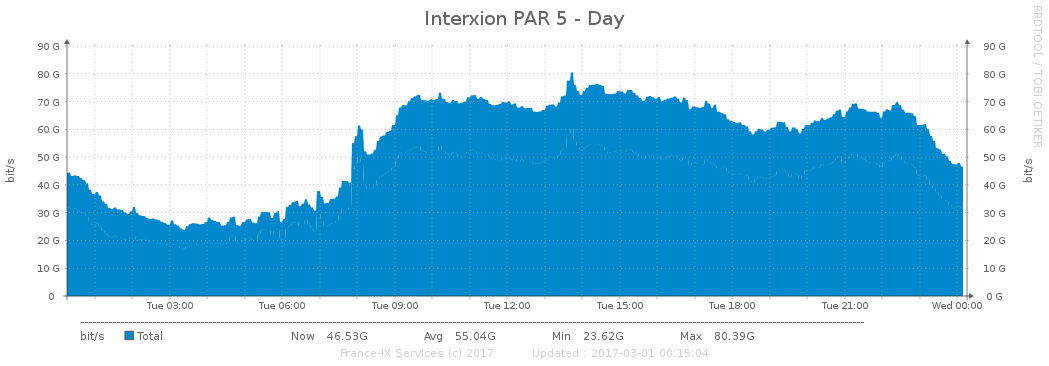 Interxion PAR 5 - Day
RRDTOOL / TOBI OETIKER
90 G 90 G
80 G 80 G
70 G 70 G
60 G 60 G
50 G 50 G
40 G 40 G
30 G 30 G
20 G 20 G
10 G 10 G
0 0 G
bit/s bit/s
Tue 03:00 Tue 06:00 Tue 09:00 Tue 12:00 Tue 15:00 Tue 18:00 Tue 21:00 Wed 00:00
bit/s Total Now 46.53G Avg 55.04G Min 23.62G Max 80.39G
France-IX Services (c) 2017 Updated : 2017-03-01 00:15:04